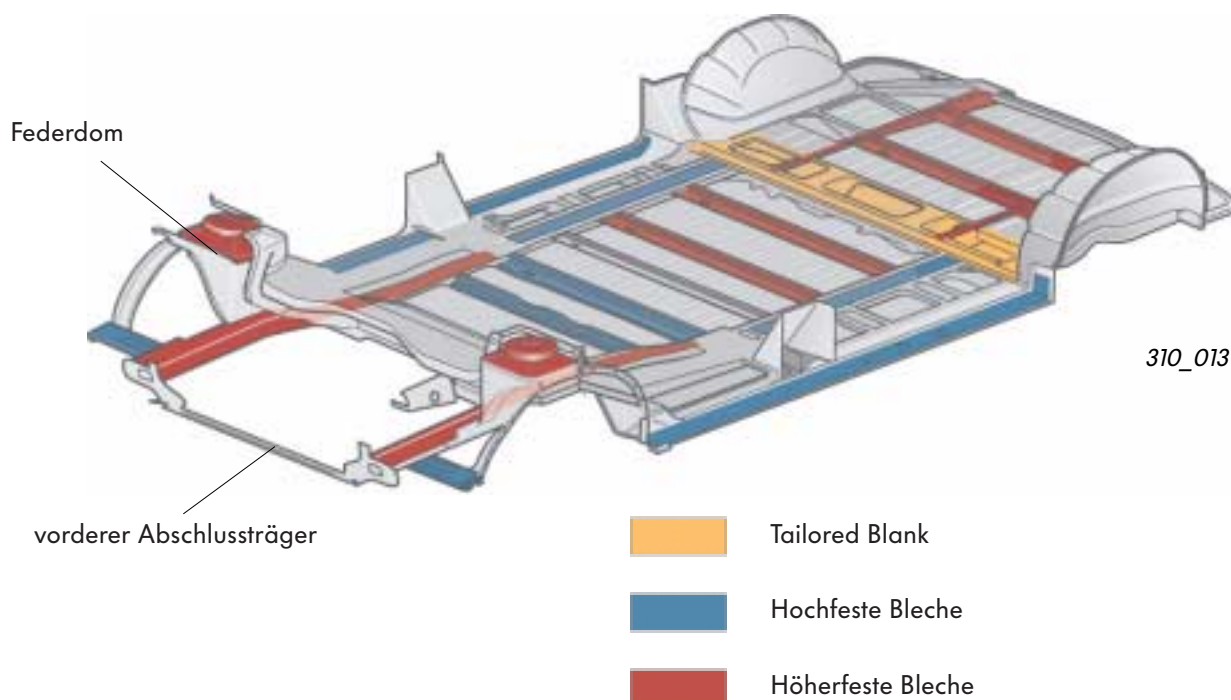 Federdom
310_013
vorderer Abschlussträger
Tailored Blank
Hochfeste Bleche
Höherfeste Bleche